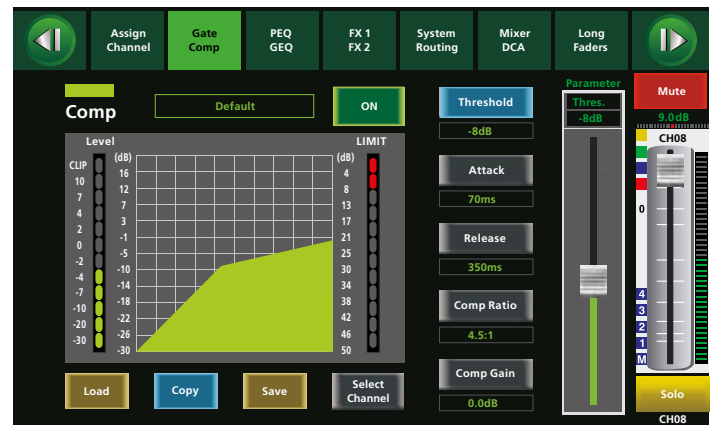 Assign Channel
Gate Comp
PEQ GEQ
FX 1 FX 2
System Routing
Mixer DCA
Long Faders
Comp
Default
ON
Threshold
-8dB
Parameter
Thres.
-8dB
Mute
9.0dB
CH08
Level
LIMIT
(dB)
(dB)
CLIP
10
7
4
2
0
-2
-4
-7
-10
-20
-30
16
12
7
3
-1
-5
-10
-14
-18
-22
-26
-30
4
8
13
17
21
25
30
34
38
42
46
50
Attack
70ms
Release
350ms
Comp Ratio
4.5:1
Comp Gain
0.0dB
0
4
3
2
1
M
Load
Copy
Save
Select Channel
Solo
CH08